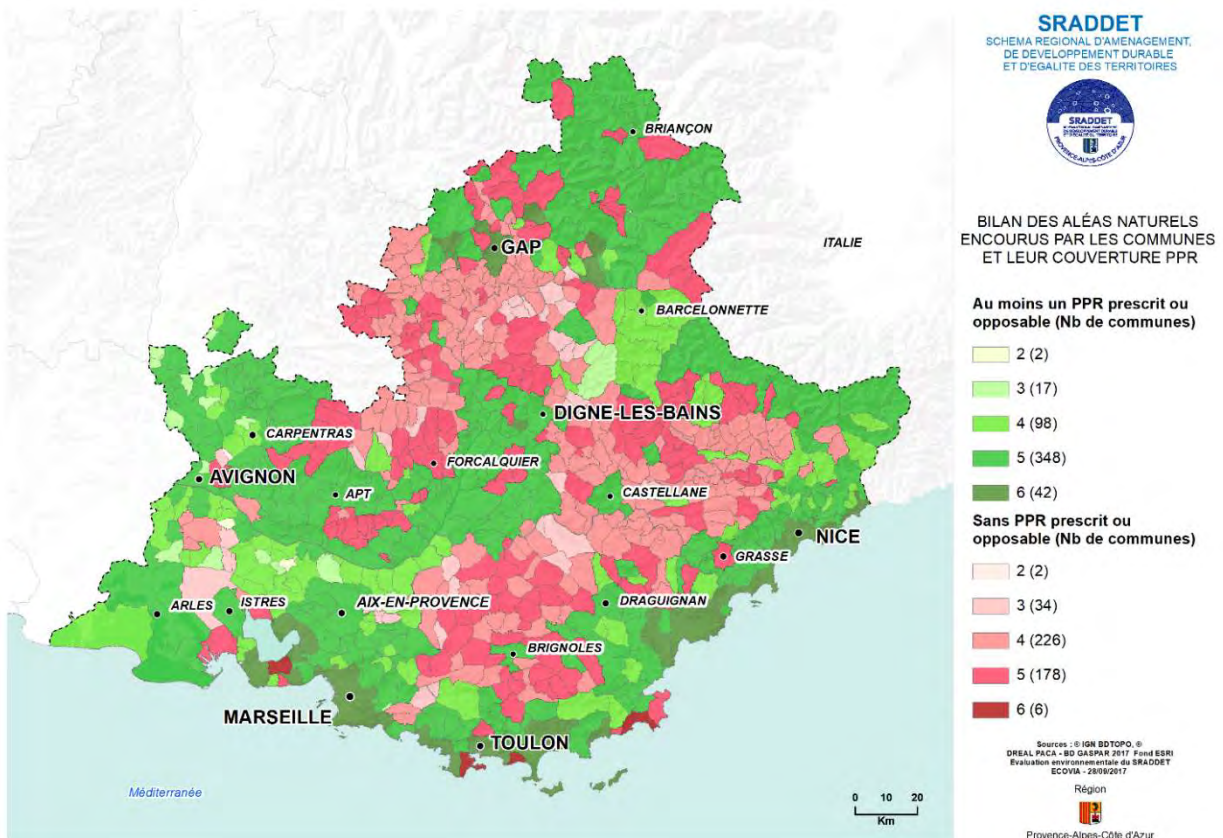 BRIANÇON
GAP
ITALIE
BARCELONNETTE
DIGNE-LES-BAINS
CARPENTRAS
FORCALQUIER
AVIGNON
APT
CASTELLANE
NICE
GRASSE
ARLES
ISTRES
AIX-EN-PROVENCE
DRAGUIGNAN
BRIGNOLES
MARSEILLE
TOULON
Méditerranée
0 10 20
Km
SRADDET
SCHEMA REGIONAL D'AMENAGEMENT,
DE DEVELOPPEMENT DURABLE
ET D'EGALITE DES TERRITOIRES
SRADDET
PROVENCE-ALPES-CÔTE D'AZUR
BILAN DES ALÉAS NATURELS
ENCOURUS PAR LES COMMUNES
ET LEUR COUVERTURE PPR
Au moins un PPR prescrit ou
opposable (Nb de communes)
2 (2)
3 (17)
4 (98)
5 (348)
6 (42)
Sans PPR prescrit ou
opposable (Nb de communes)
2 (2)
3 (34)
4 (226)
5 (178)
6 (6)
Sources : © IGN BDTOPO, ®
DREAL PACA - BD GASPAR 2017 Fond ESRI
Evaluation environnementale du SRADDET
ECOVIA - 28/09/2017
Région
Provence-Alpes-Côte d'Azur